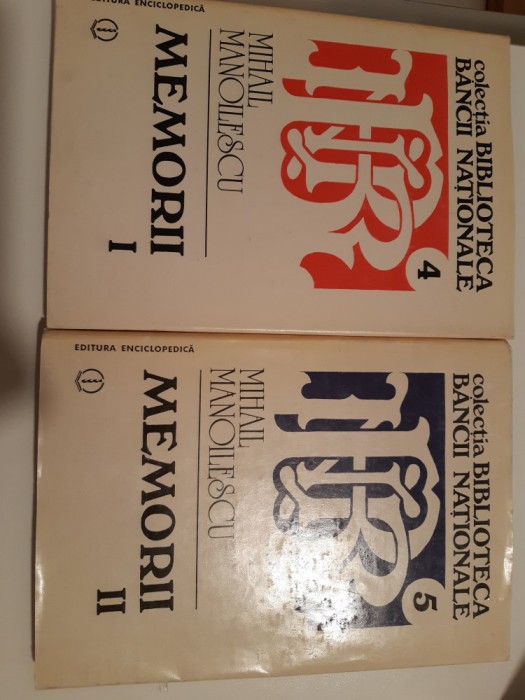 colecția BIBLIOTECA
BĂNCII NAȚIONALE
4
MIHAIL
MANOILESCU
MEMORII
I
EDITURA ENCICLOPEDICĂ
colecția BIBLIOTECA
BĂNCII NAȚIONALE
5
MIHAIL
MANOILESCU
MEMORII
II
EDITURA ENCICLOPEDICĂ